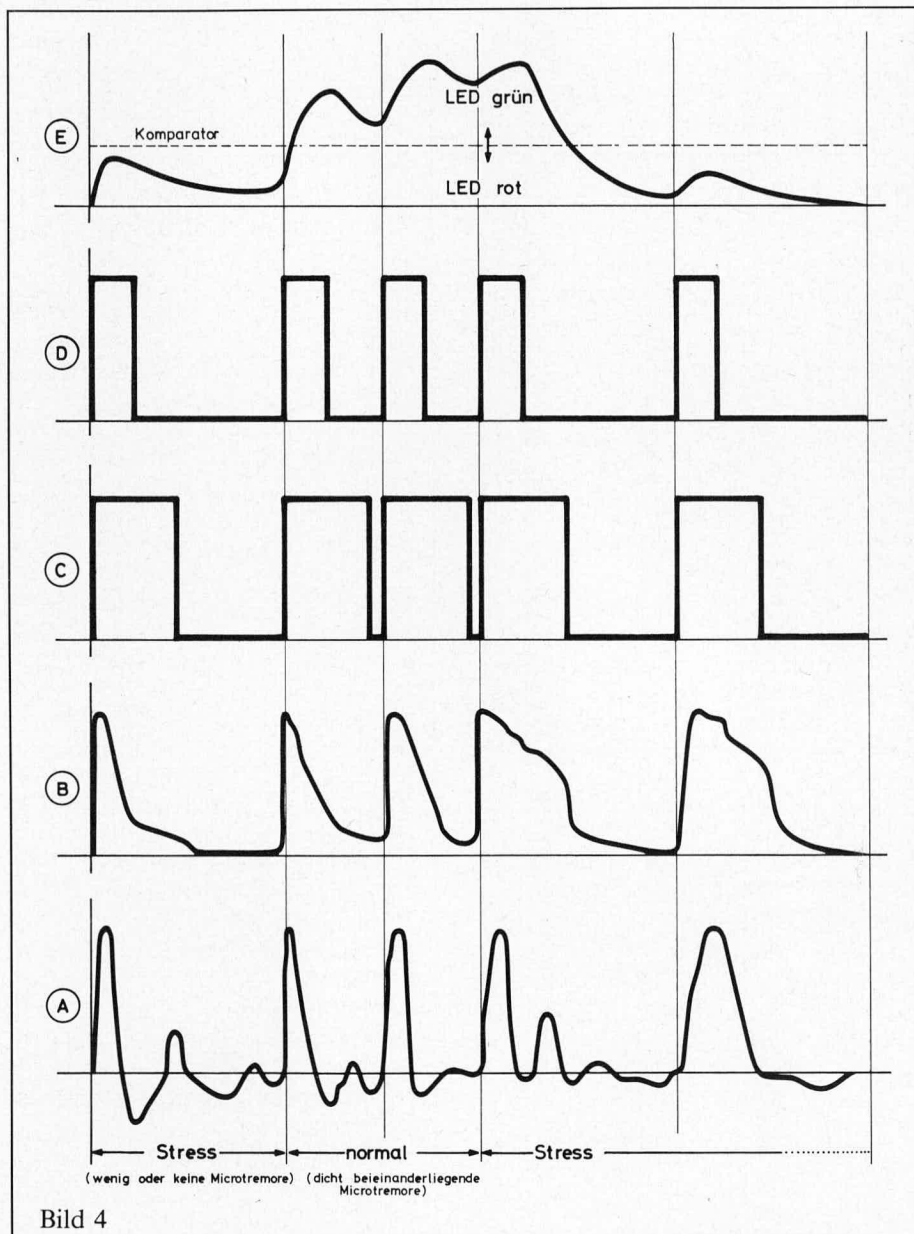 LED grün
Komparator
E
LED rot
D
C
B
A
Stress
normal
Stress
(wenig oder keine Microtremore)
(dicht beieinanderliegende
Microtremore)
Bild 4